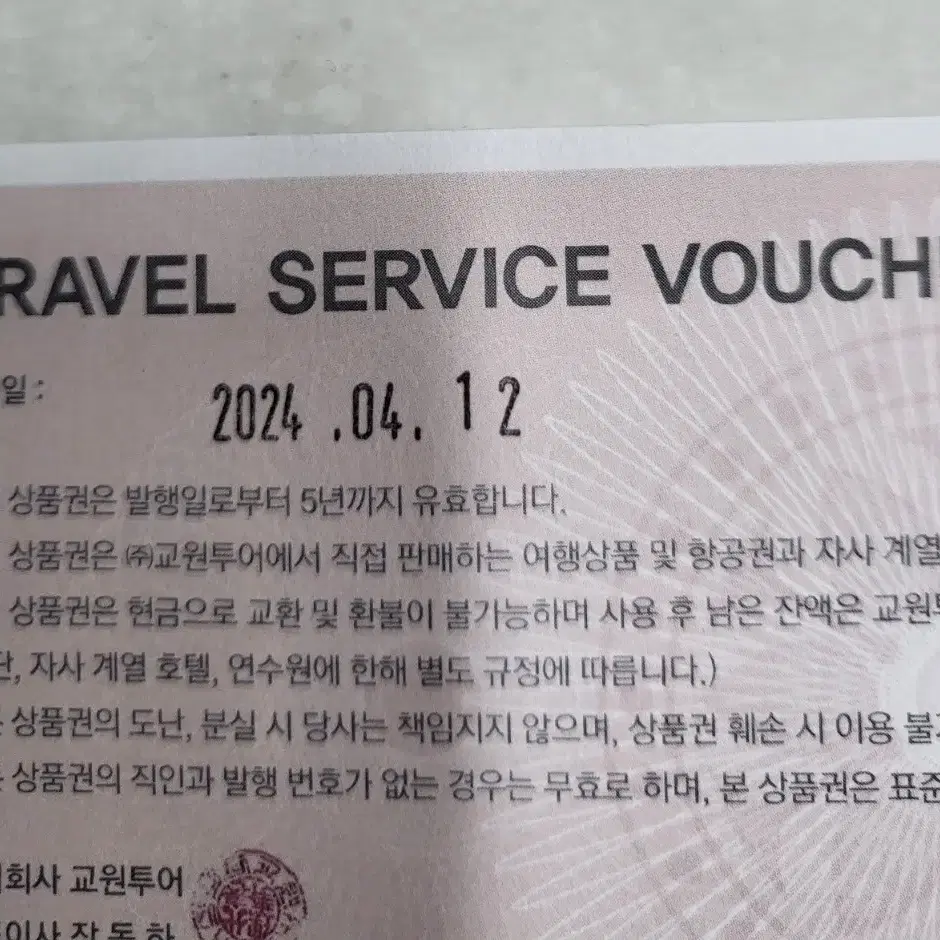 RAVEL SERVICE VOUCH
일: 2024.04.12
상품권은 발행일로부터 5년까지 유효합니다.
상품권은 ㈜교원투어에서 직접 판매하는 여행상품 및 항공권과 자사 계열
상품권은 현금으로 교환 및 환불이 불가능하며 사용 후 남은 잔액은 교원
단, 자사 계열 호텔, 연수원에 한해 별도 규정에 따릅니다.)
상품권의 도난, 분실 시 당사는 책임지지 않으며, 상품권 훼손 시 이용 불
상품권의 직인과 발행 번호가 없는 경우는 무효로 하며, 본 상품권은 표준
회사 교원투어
이사 장 동 하